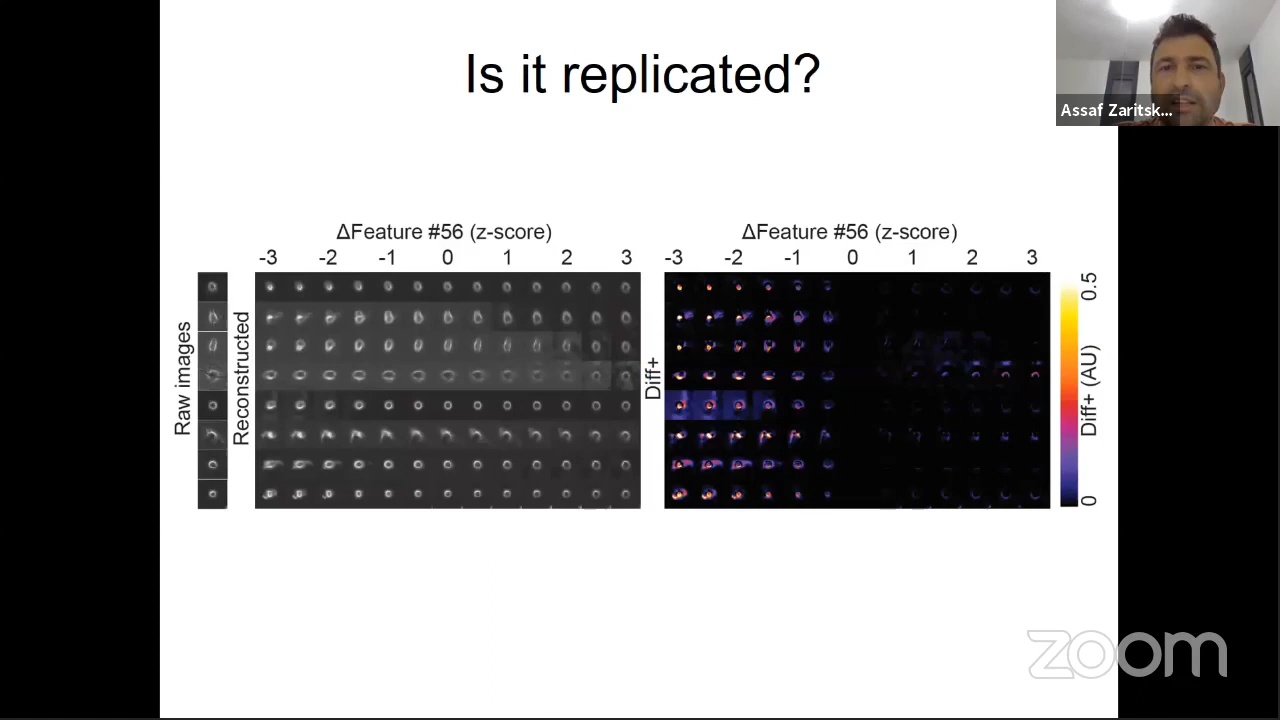 Is it replicated?
Assaf Zaritsk...
ΔFeature #56 (z-score)
-3 -2 -1 0 1 2 3
Raw images
Reconstructed
ΔFeature #56 (z-score)
-3 -2 -1 0 1 2 3
Diff+
0.5
Diff+ (AU)
0
zoom